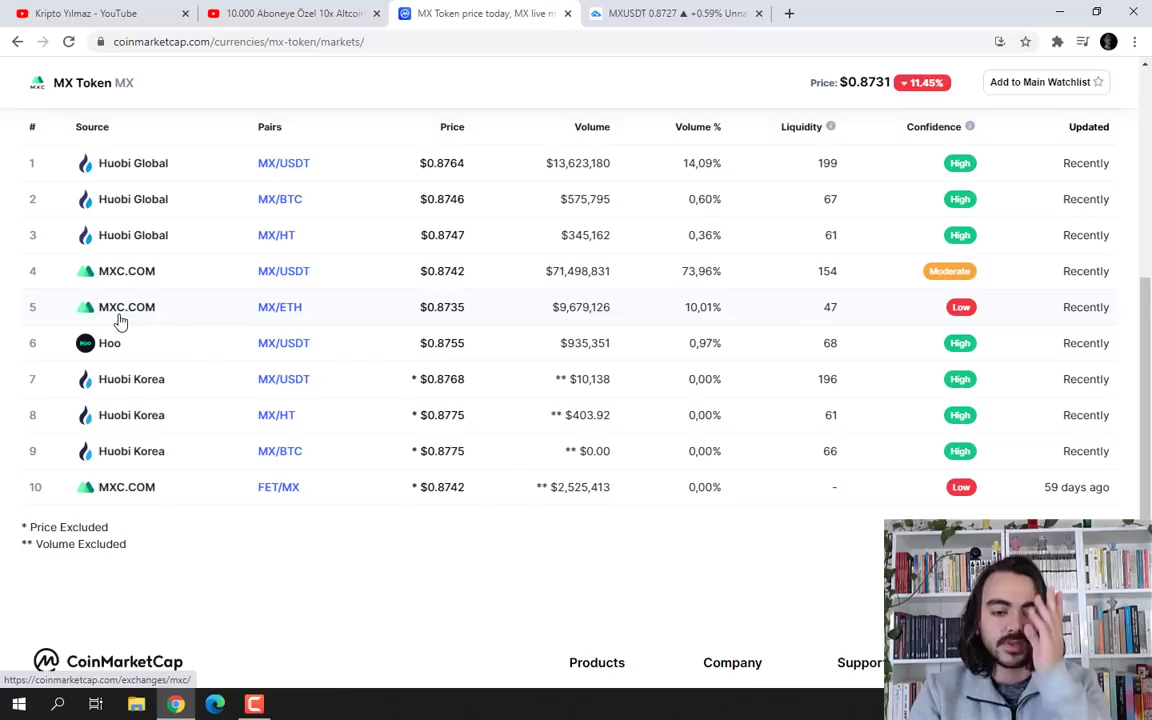 Kripto Yılmaz - YouTube
10.000 Aboneye Özel 10x Altcoin
MX Token price today, MX live m
MXUSDT 0.8727 ▲ +0.59% Unna
coinmarketcap.com/currencies/mx-token/markets/
MXC
MX Token MX
Price: $0.8731
11.45%
Add to Main Watchlist
# Source Pairs Price Volume Volume % Liquidity Confidence Updated
1 Huobi Global MX/USDT $0.8764 $13,623,180 14,09% 199 High Recently
2 Huobi Global MX/BTC $0.8746 $575,795 0,60% 67 High Recently
3 Huobi Global MX/HT $0.8747 $345,162 0,36% 61 High Recently
4 MXC.COM MX/USDT $0.8742 $71,498,831 73,96% 154 Moderate Recently
5 MXC.COM MX/ETH $0.8735 $9,679,126 10,01% 47 Low Recently
6 Hoo MX/USDT $0.8755 $935,351 0,97% 68 High Recently
7 Huobi Korea MX/USDT * $0.8768 ** $10,138 0,00% 196 High Recently
8 Huobi Korea MX/HT * $0.8775 ** $403.92 0,00% 61 High Recently
9 Huobi Korea MX/BTC * $0.8775 ** $0.00 0,00% 66 High Recently
10 MXC.COM FET/MX * $0.8742 ** $2,525,413 0,00% - Low 59 days ago
* Price Excluded
** Volume Excluded
CoinMarketCap
Products
Company
Support
https://coinmarketcap.com/exchanges/mxc/